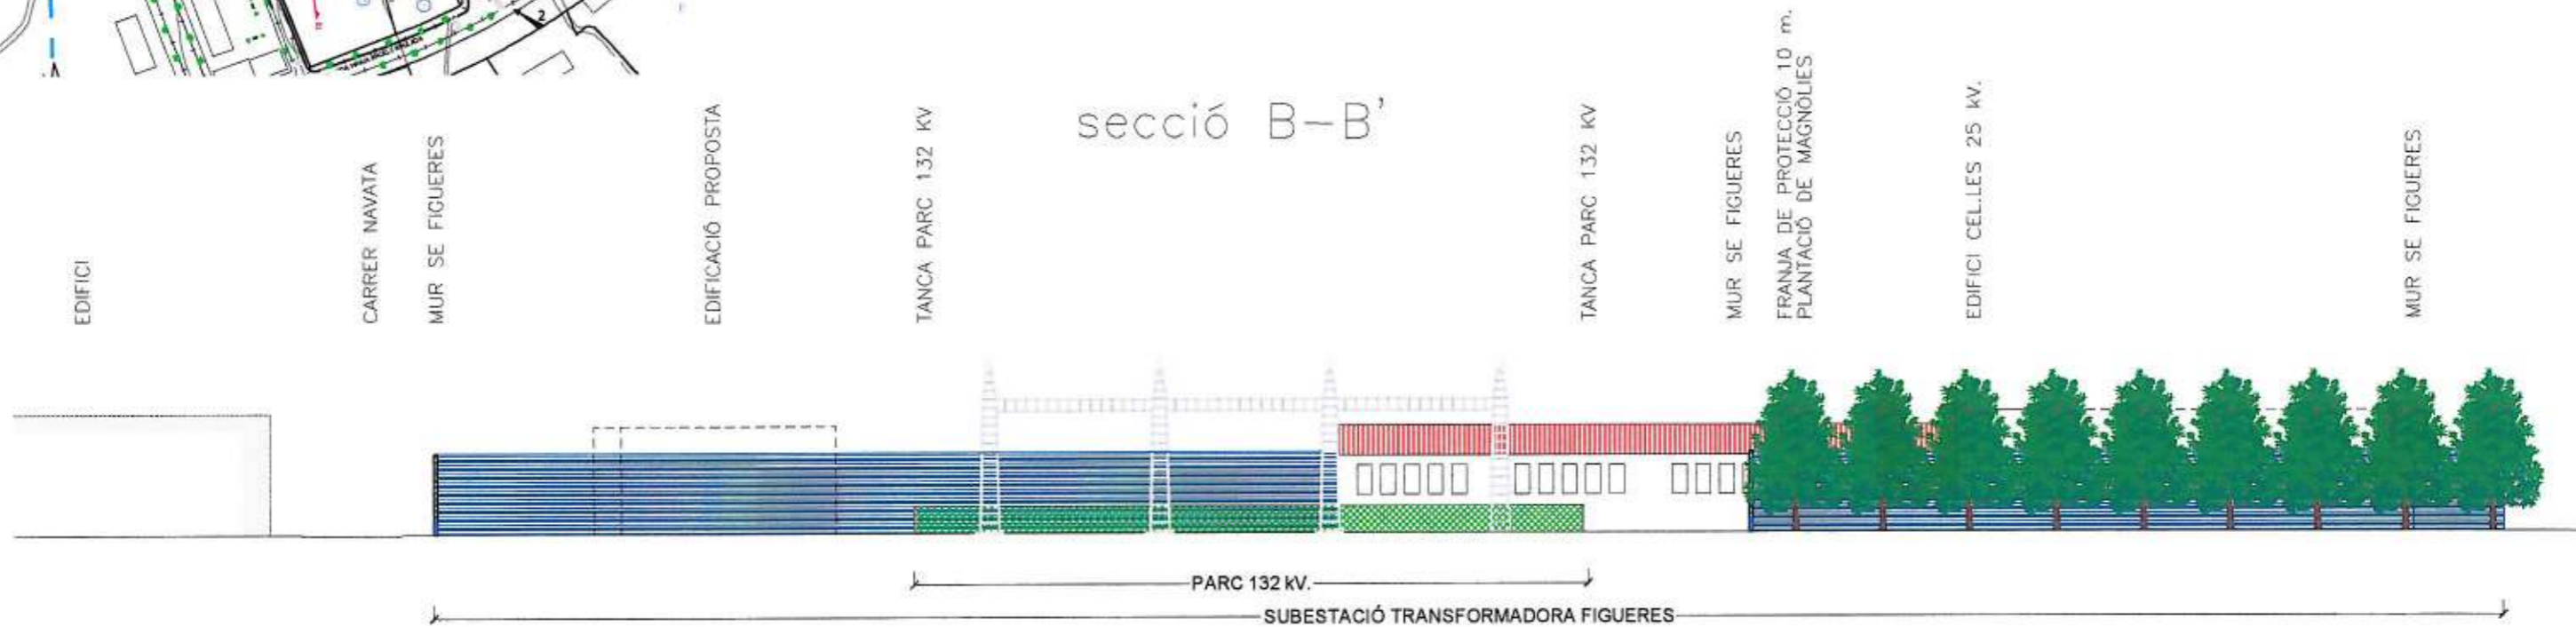 2
secció B-B'
EDIFICI
CARRER NAVATA
MUR SE FIGUERES
EDIFICACIÓ PROPOSTA
TANCA PARC 132 KV
TANCA PARC 132 KV
MUR SE FIGUERES
FRANJA DE PROTECCIÓ 10 m.
PLANTACIÓ DE MAGNÒLIES
EDIFICI CEL.LES 25 kV.
MUR SE FIGUERES
PARC 132 kV.
SUBESTACIÓ TRANSFORMADORA FIGUERES